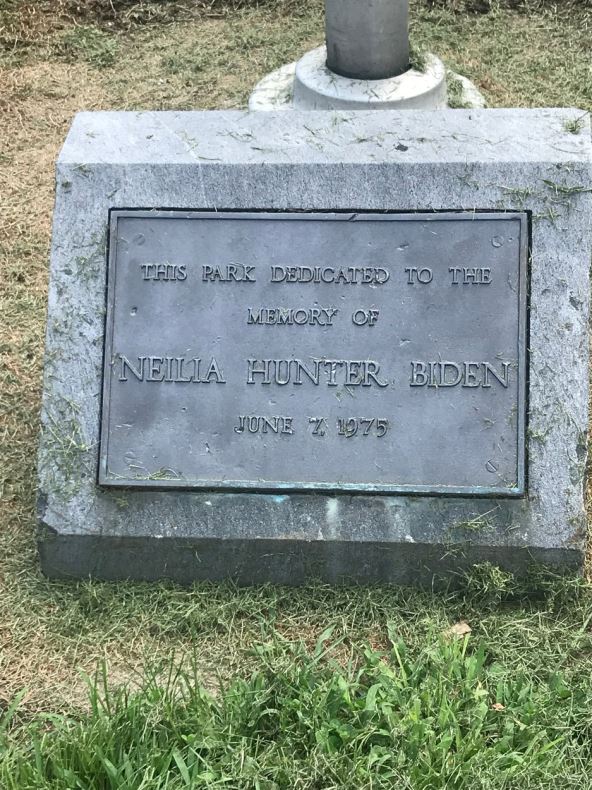 THIS PARK DEDICATED TO THE
MEMORY OF
NEILIA HUNTER BIDEN
JUNE 7, 1975